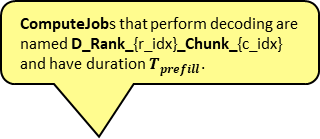 ComputeJobs that perform decoding are
named D_Rank_{r_idx}_Chunk_{c_idx}
and have duration T_prefill.